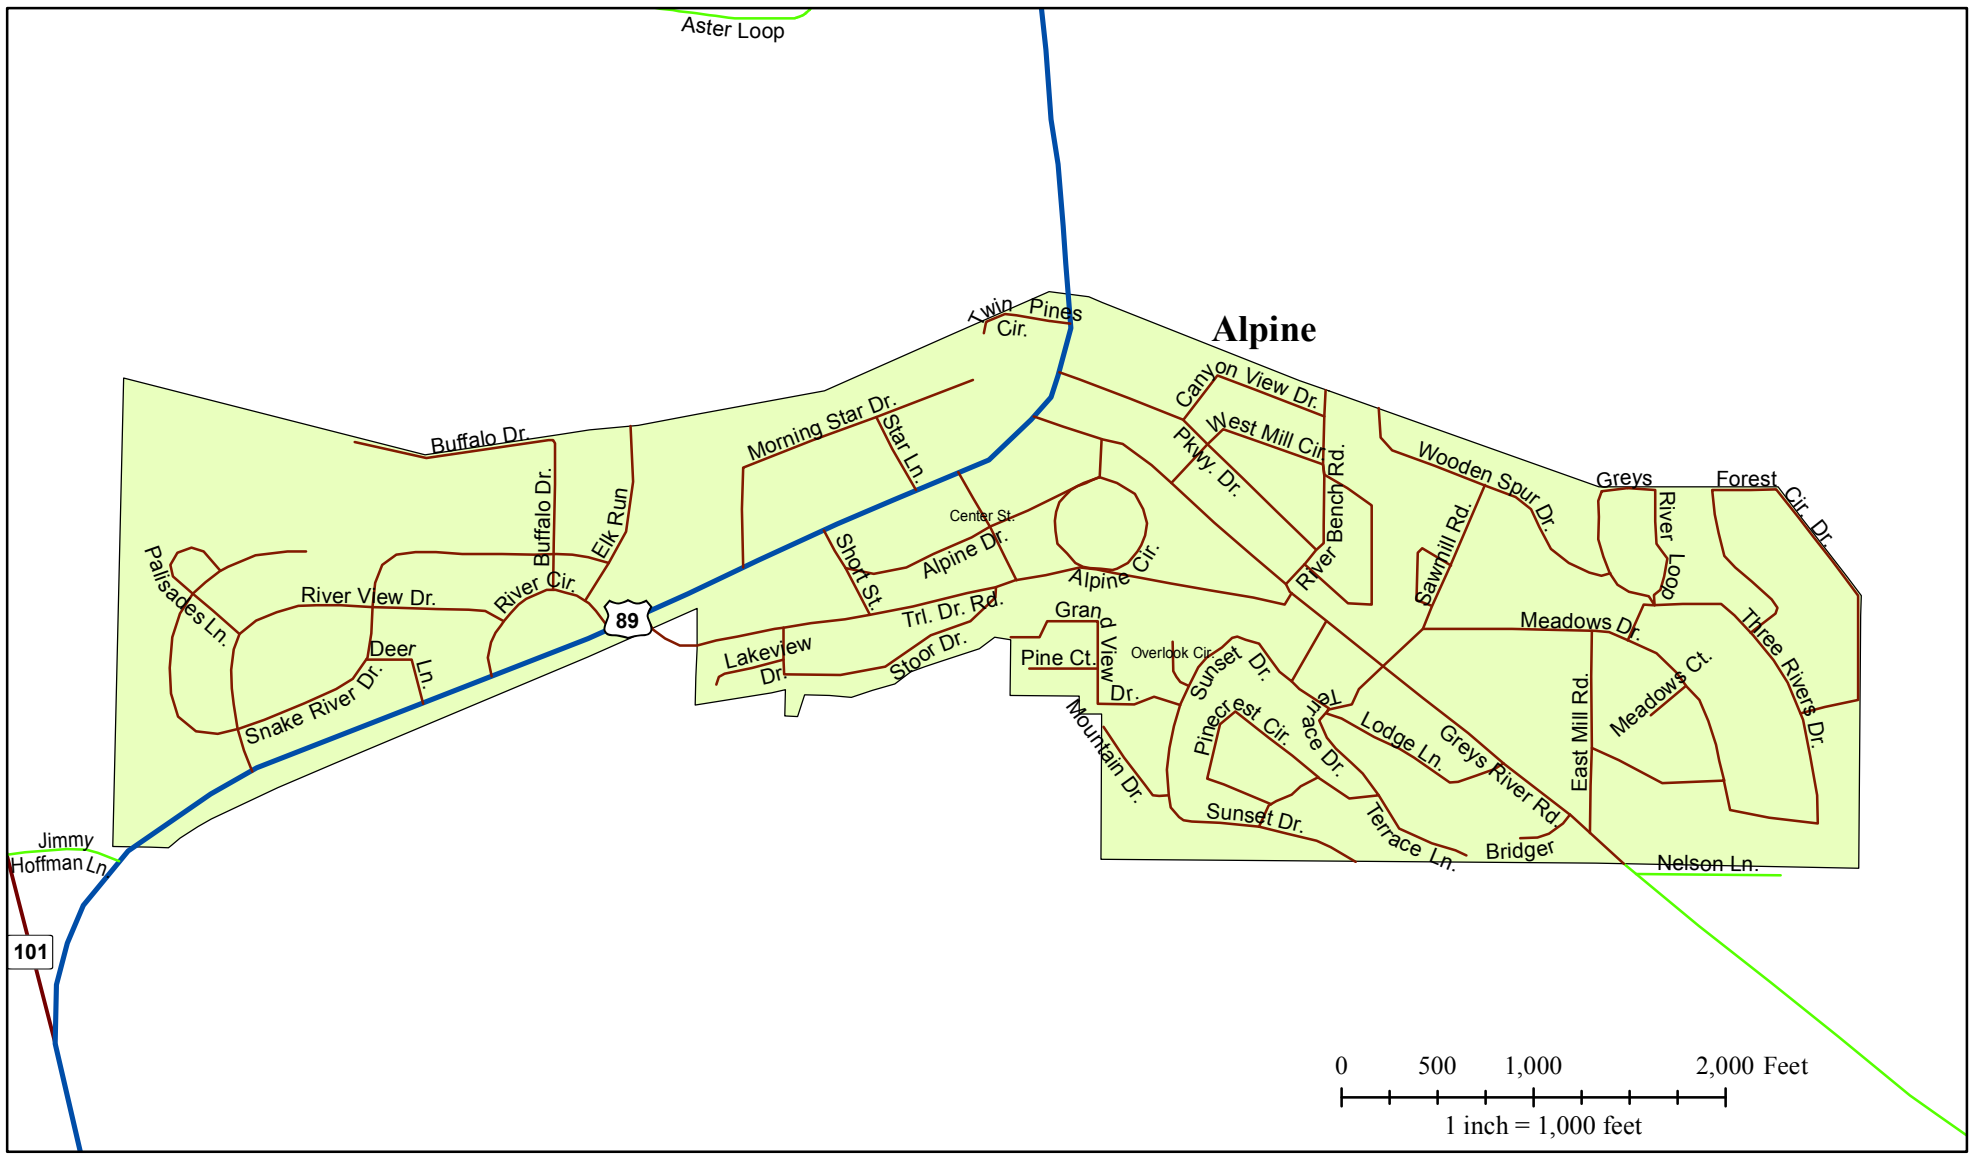 Aster Loop
Twin Pines
Cir.
Alpine
Canyon View Dr.
Morning Star Dr.
Star Ln.
West Mill Cir.
Buffalo Dr.
Pkwy. Dr.
River Bench Rd.
Wooden Spur Dr.
Greys
River Loop
Forest Cir. Dr.
Buffalo Dr.
Elk Run
Center St.
Alpine Dr.
Short St.
Alpine Cir.
Sawmill Rd.
Palisades Ln.
River View Dr.
River Cir.
89
Trl. Dr. Rd.
Grand View Dr.
Meadows Dr.
Three Rivers Dr.
Deer Ln.
Lakeview
Dr.
Stoor Dr.
Pine Ct.
Overlook Cir.
Sunset Dr.
Meadows Ct.
Snake River Dr.
Mountain Dr.
Pinecrest Cir.
Terrace Dr.
Lodge Ln.
Greys River Rd.
East Mill Rd.
Sunset Dr.
Terrace Ln.
Bridger
Nelson Ln.
Jimmy
Hoffman Ln
101
0 500 1,000 2,000 Feet
1 inch = 1,000 feet